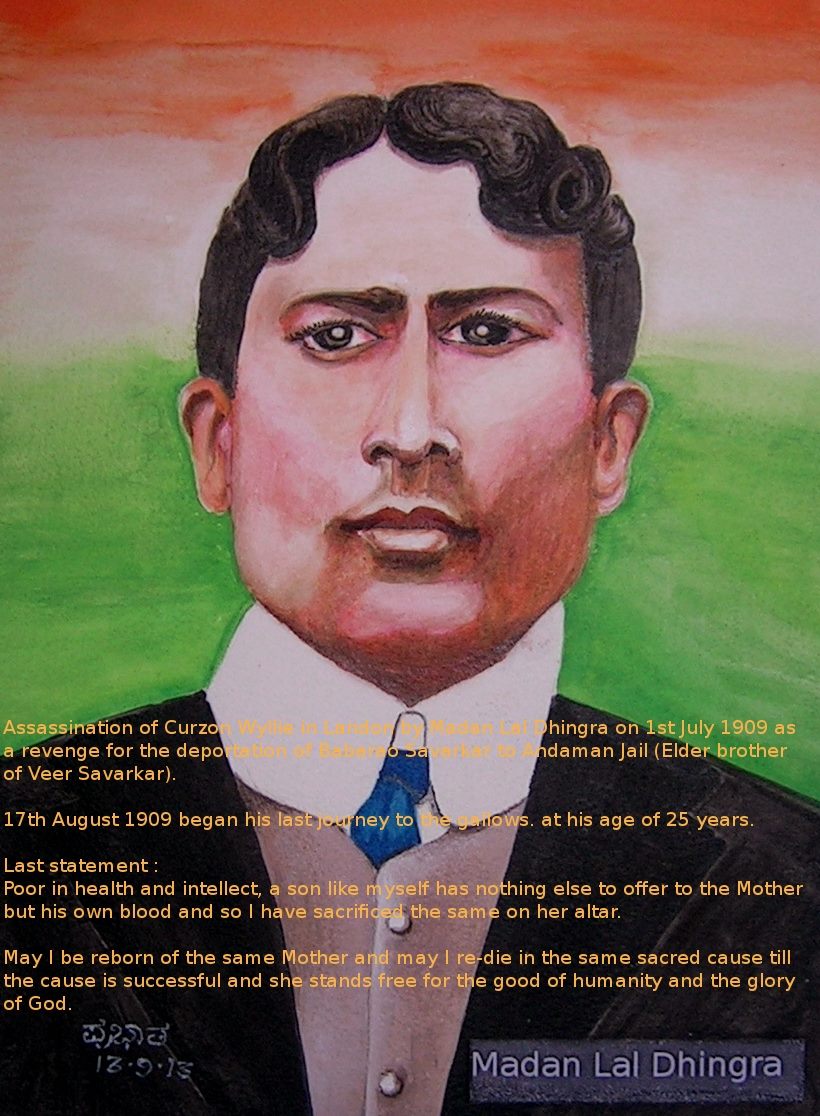 Assassination of Curzon Wyllie in London by Madan Lal Dhingra on 1st July 1909 as
a revenge for the deportation of Babarao Savarkar to Andaman Jail (Elder brother
of Veer Savarkar).
17th August 1909 began his last journey to the gallows. at his age of 25 years.
Last statement :
Poor in health and intellect, a son like myself has nothing else to offer to the Mother
but his own blood and so I have sacrificed the same on her altar.
May I be reborn of the same Mother and may I re-die in the same sacred cause till
the cause is successful and she stands free for the good of humanity and the glory
of God.
ಪ್ರಭಾತ
13·9·13
Madan Lal Dhingra